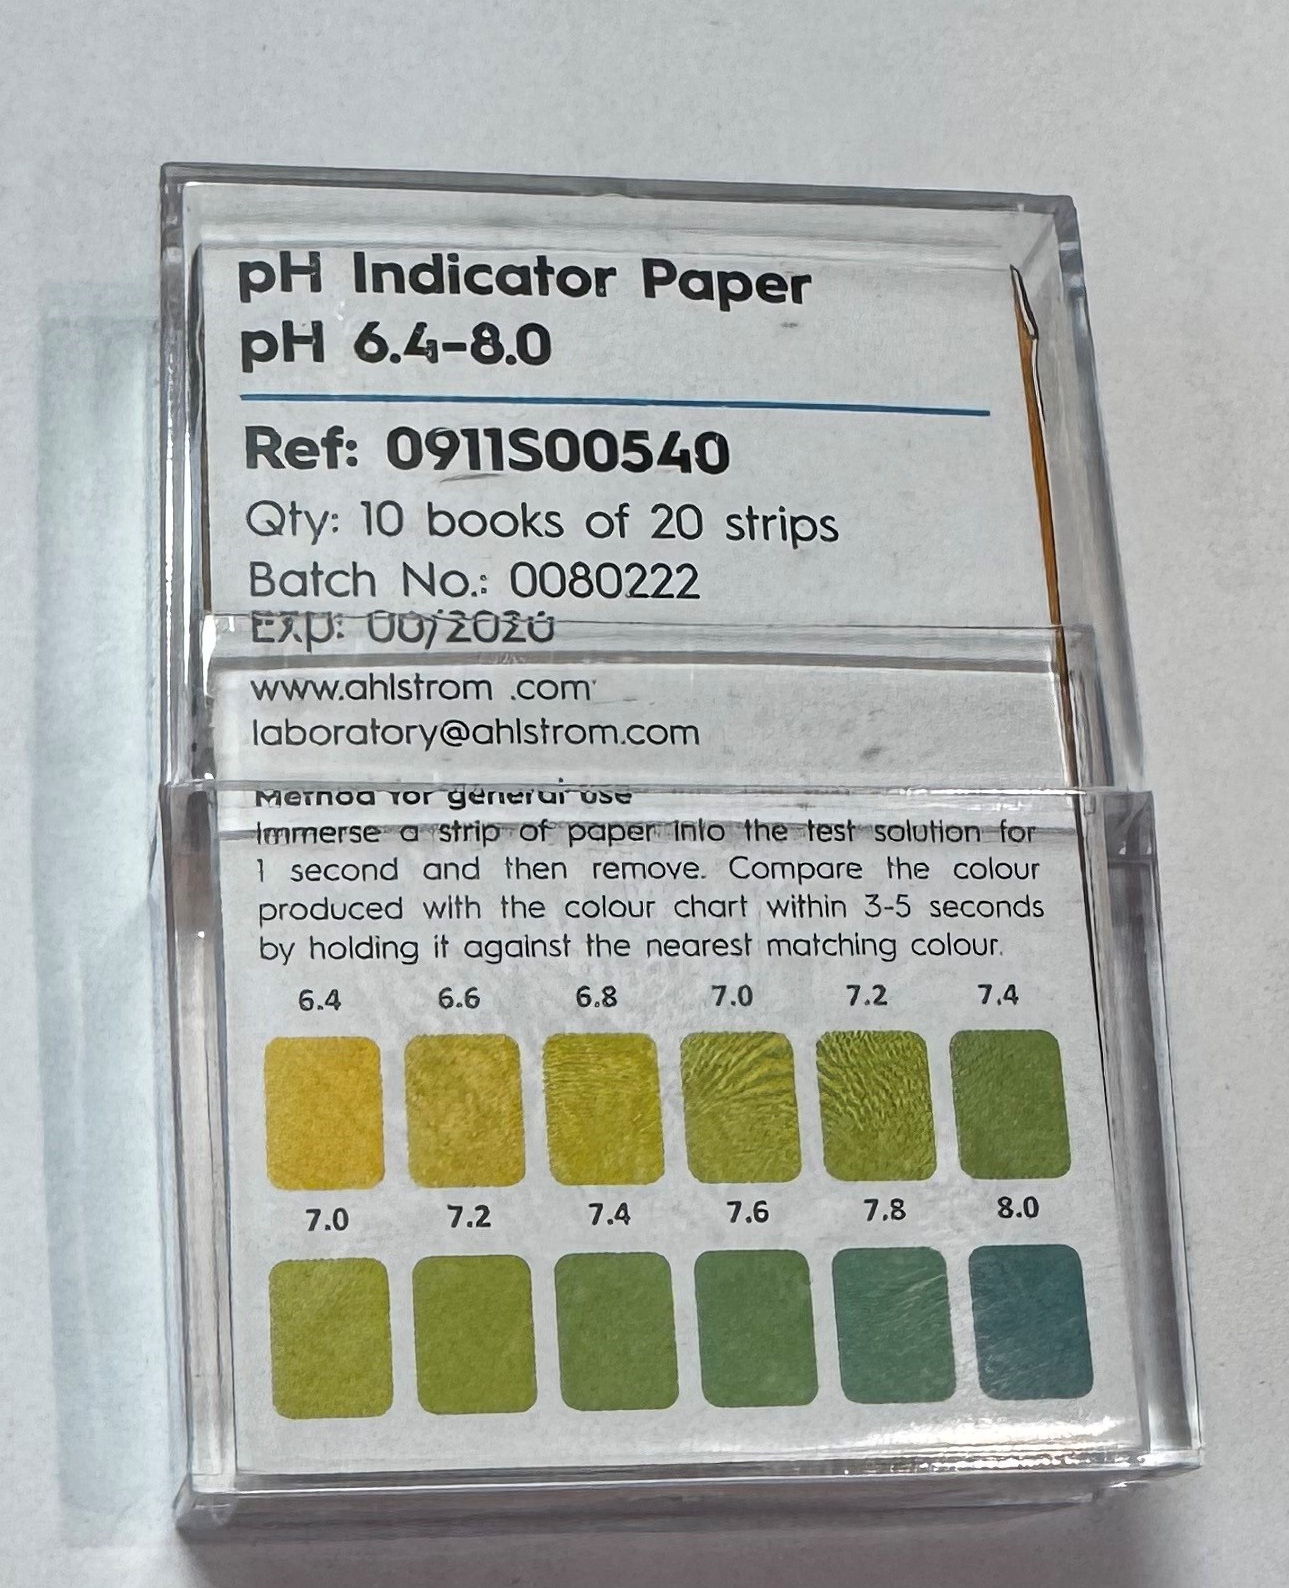 pH Indicator Paper
pH 6.4-8.0
Ref: 0911S00540
Qty: 10 books of 20 strips
Batch No.: 0080222
www.ahlstrom .com
laboratory@ahlstrom.com
Method for general use
Immerse a strip of paper into the test solution for
1 second and then remove. Compare the colour
produced with the colour chart within 3-5 seconds
by holding it against the nearest matching colour.
6.4 6.6 6.8 7.0 7.2 7.4
7.0 7.2 7.4 7.6 7.8 8.0